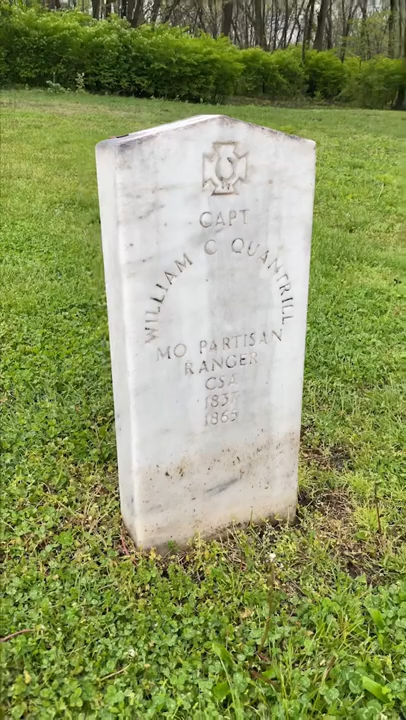 CAPT
WILLIAM C QUANTRILL
MO PARTISAN
RANGER
CSA
1837
1865